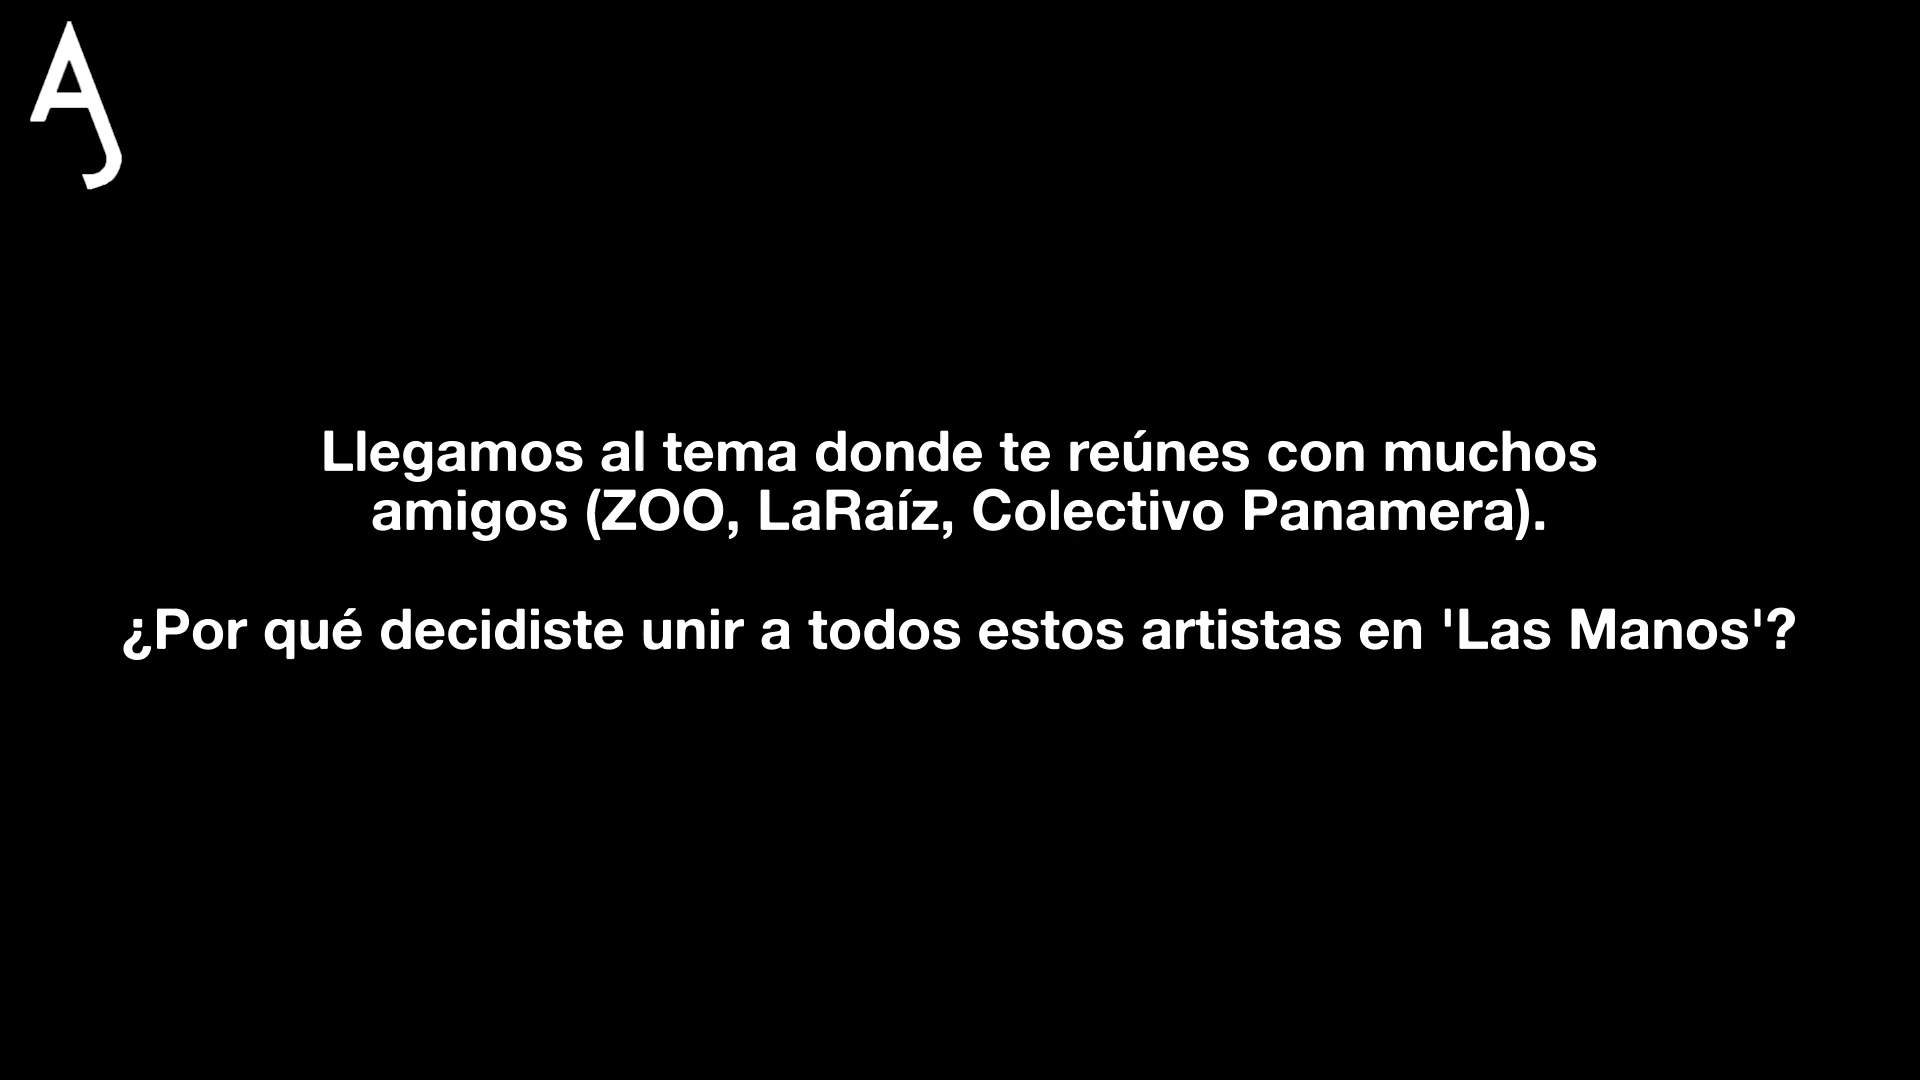 AJ
Llegamos al tema donde te reúnes con muchos
amigos (ZOO, LaRaíz, Colectivo Panamera).
¿Por qué decidiste unir a todos estos artistas en 'Las Manos'?